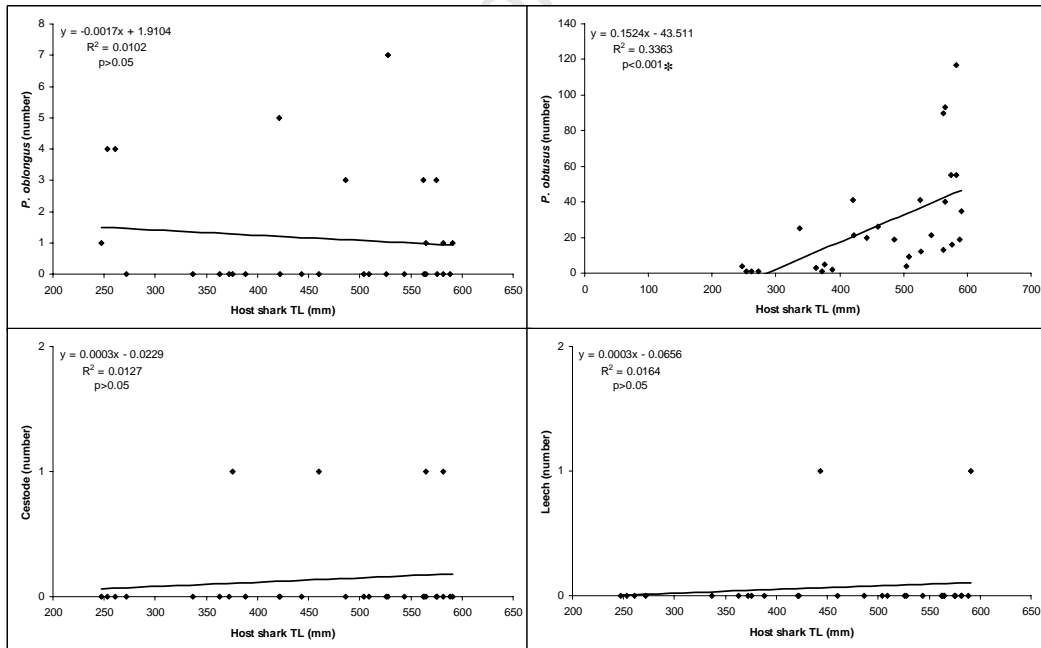 y = -0.0017x + 1.9104
R² = 0.0102
p>0.05
P. oblongus (number)
8
7
6
5
4
3
2
1
0
200 250 300 350 400 450 500 550 600 650
Host shark TL (mm)
y = 0.1524x - 43.511
R² = 0.3363
p<0.001*
P. obtusus (number)
140
120
100
80
60
40
20
0
0 100 200 300 400 500 600 700
Host shark TL (mm)
y = 0.0003x - 0.0229
R² = 0.0127
p>0.05
Cestode (number)
2
1
0
200 250 300 350 400 450 500 550 600 650
Host shark TL (mm)
y = 0.0003x - 0.0656
R² = 0.0164
p>0.05
Leech (number)
2
1
0
200 250 300 350 400 450 500 550 600 650
Host shark TL (mm)